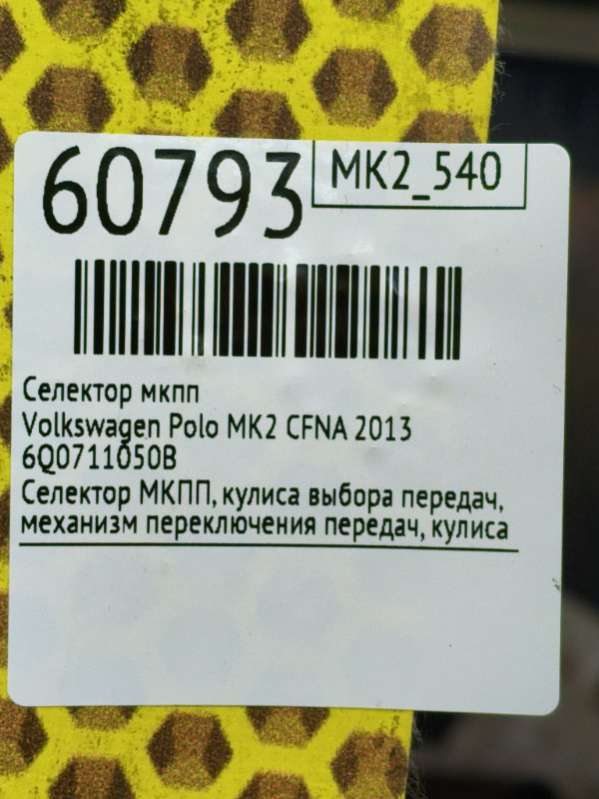 60793
MK2_540
Селектор мкпп
Volkswagen Polo MK2 CFNA 2013
6Q0711050B
Селектор МКПП, кулиса выбора передач,
механизм переключения передач, кулиса